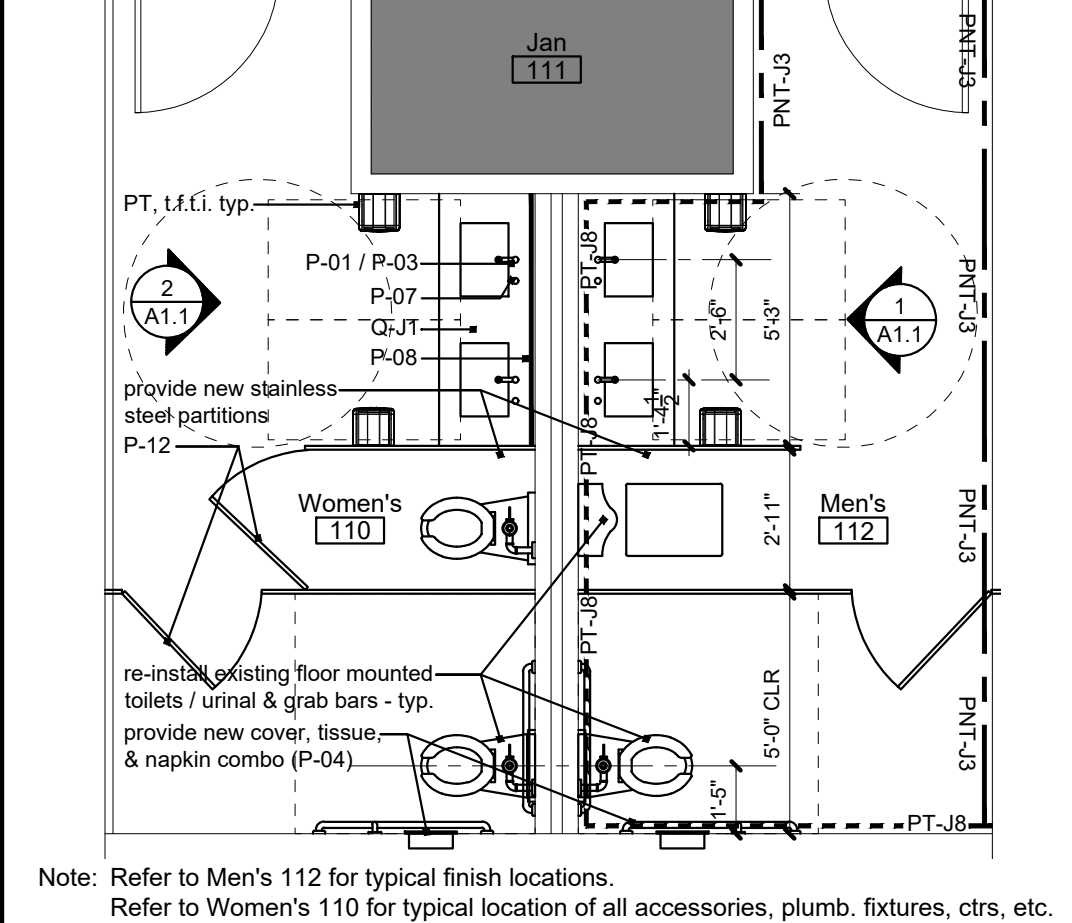 Jan
111
PNT-J3
PNT-J3
PT, t.f.t.i. typ.
PT-J8
P-01 / P-03
2
A1.1
P-07
Q-J1
P-08
2'-6"
5'-3"
1
A1.1
PNT-J3
provide new stainless
steel partitions
1'-4 1/2"
P-12
PT-J8
Women's
110
Men's
112
2'-11"
PNT-J3
PT-J8
re-install existing floor mounted
toilets / urinal & grab bars - typ.
provide new cover, tissue,
& napkin combo (P-04)
5'-0" CLR
PNT-J3
1'-5"
PT-J8
Note: Refer to Men's 112 for typical finish locations.
Refer to Women's 110 for typical location of all accessories, plumb. fixtures, ctrs, etc.